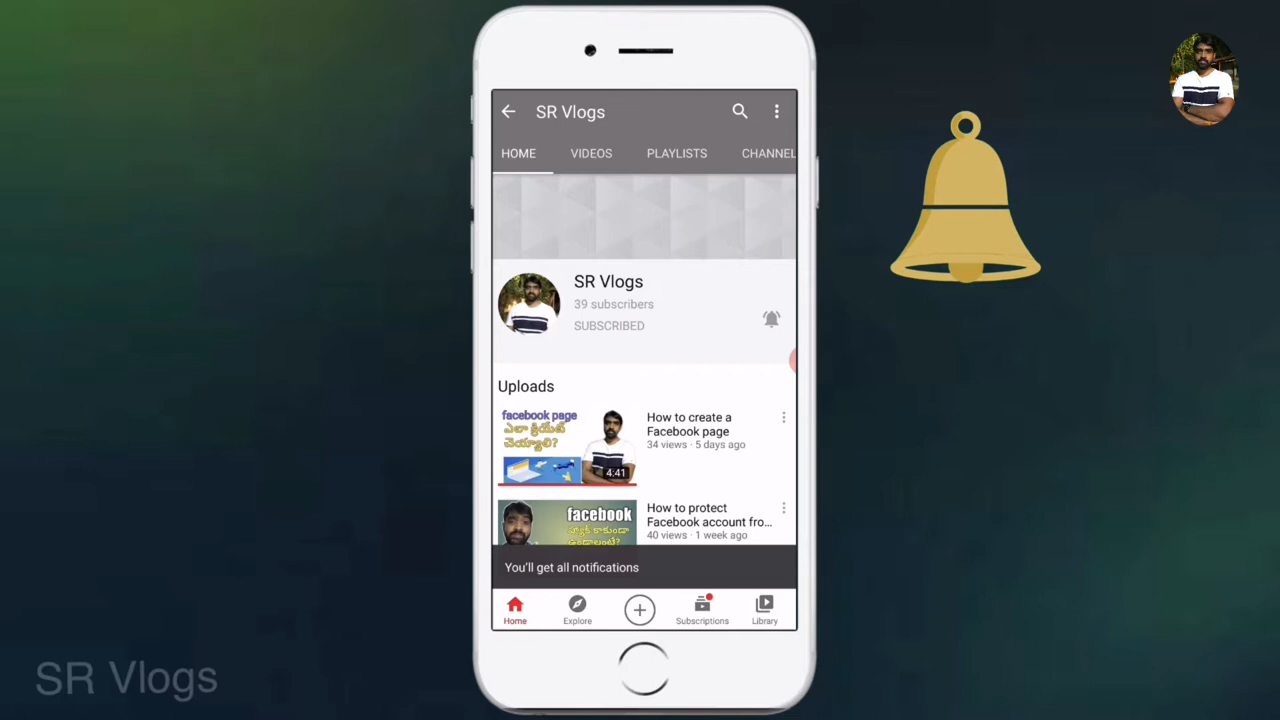 SR Vlogs
HOME VIDEOS PLAYLISTS CHANNEL
SR Vlogs
39 subscribers
SUBSCRIBED
Uploads
facebook page
ఎలా క్రియేట్
చెయ్యాలి?
4:41
How to create a
Facebook page
34 views · 5 days ago
facebook
హ్యాక్ కాకుండా
ఉండాలంటే?
How to protect
Facebook account fro...
40 views · 1 week ago
You'll get all notifications
Home Explore Subscriptions Library
SR Vlogs